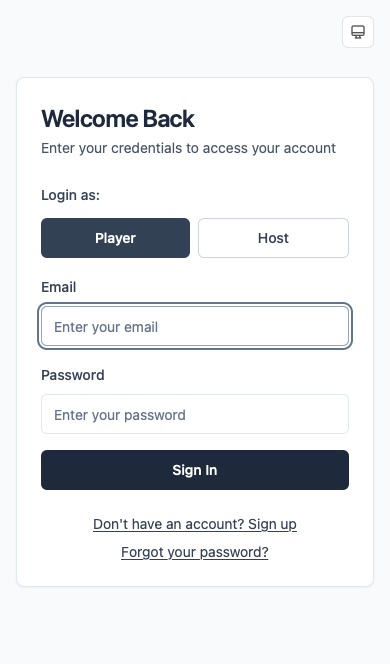 Welcome Back
Enter your credentials to access your account
Login as:
Player
Host
Email
Enter your email
Password
Enter your password
Sign In
Don't have an account? Sign up
Forgot your password?